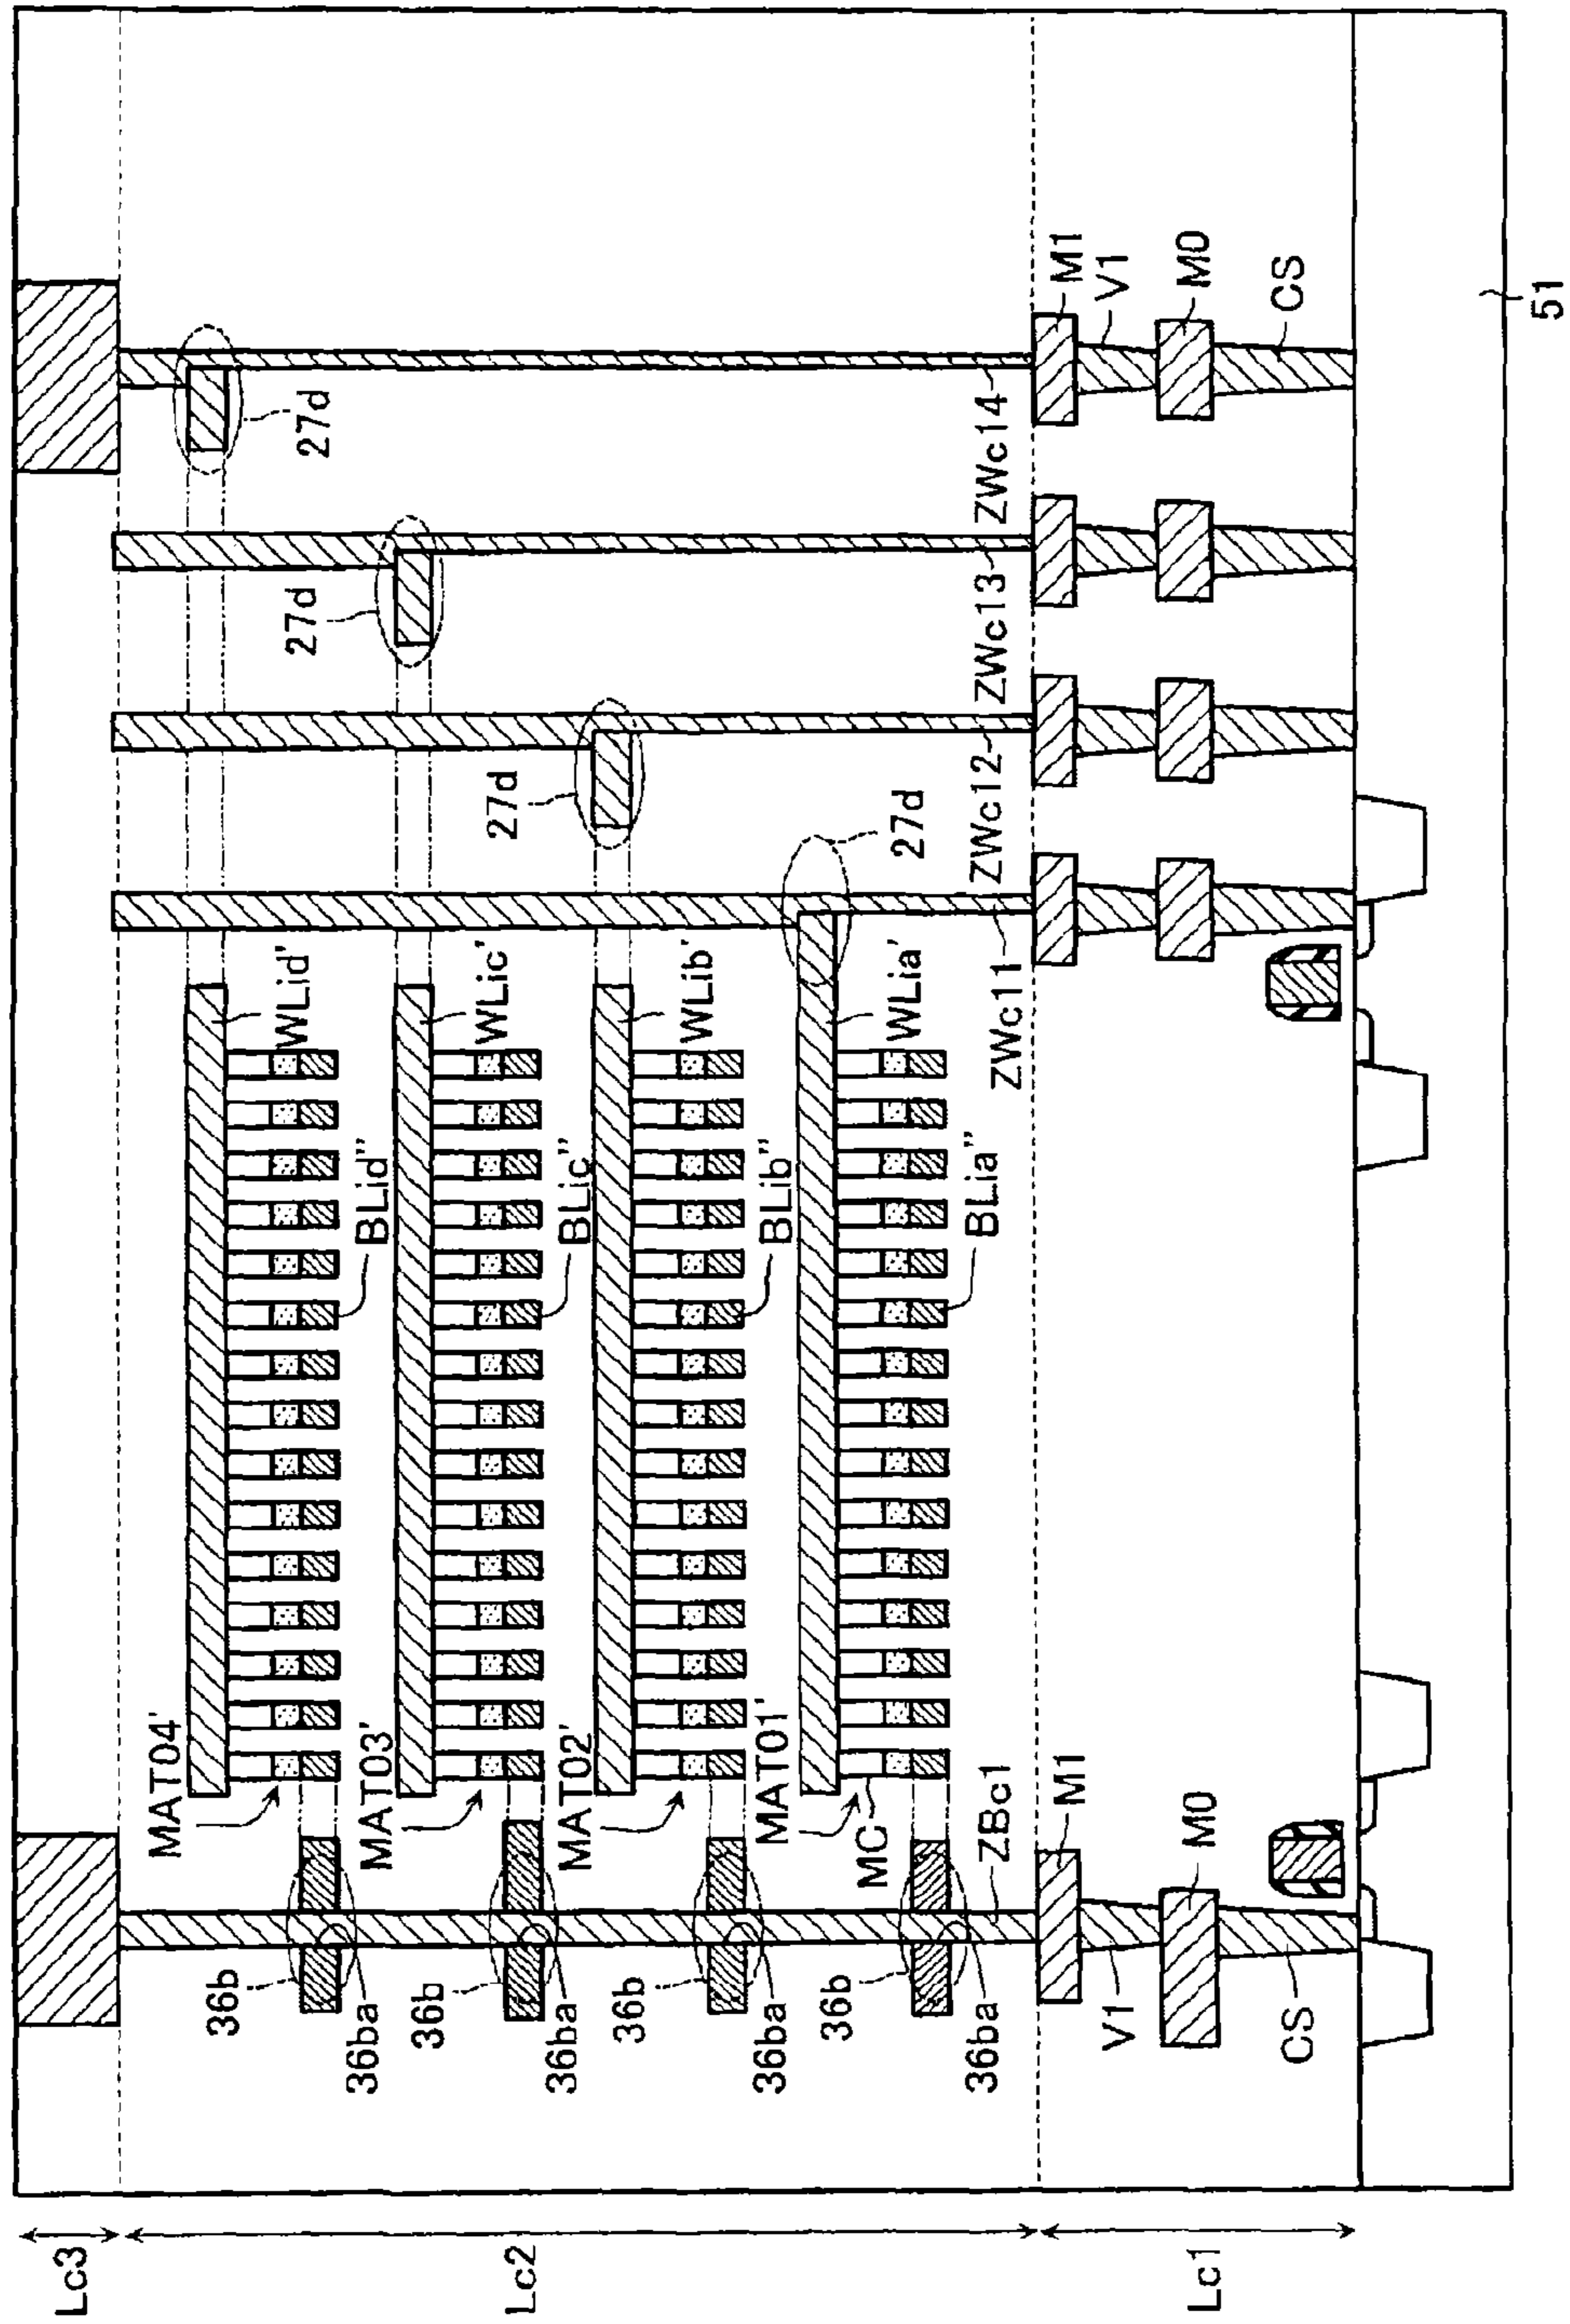 Lc3
Lc2
Lc1
36b
36ba
36b
36ba
36b
36ba
36b
36ba
MAT04'
MAT03'
MAT02'
MAT01'
MC
ZBc1
M1
V1
M0
CS
WLid'
BLid''
WLic'
BLic''
WLib'
BLib''
WLia'
BLia''
27d
27d
27d
27d
ZWc11
ZWc12
ZWc13
ZWc14
M1
V1
M0
CS
51